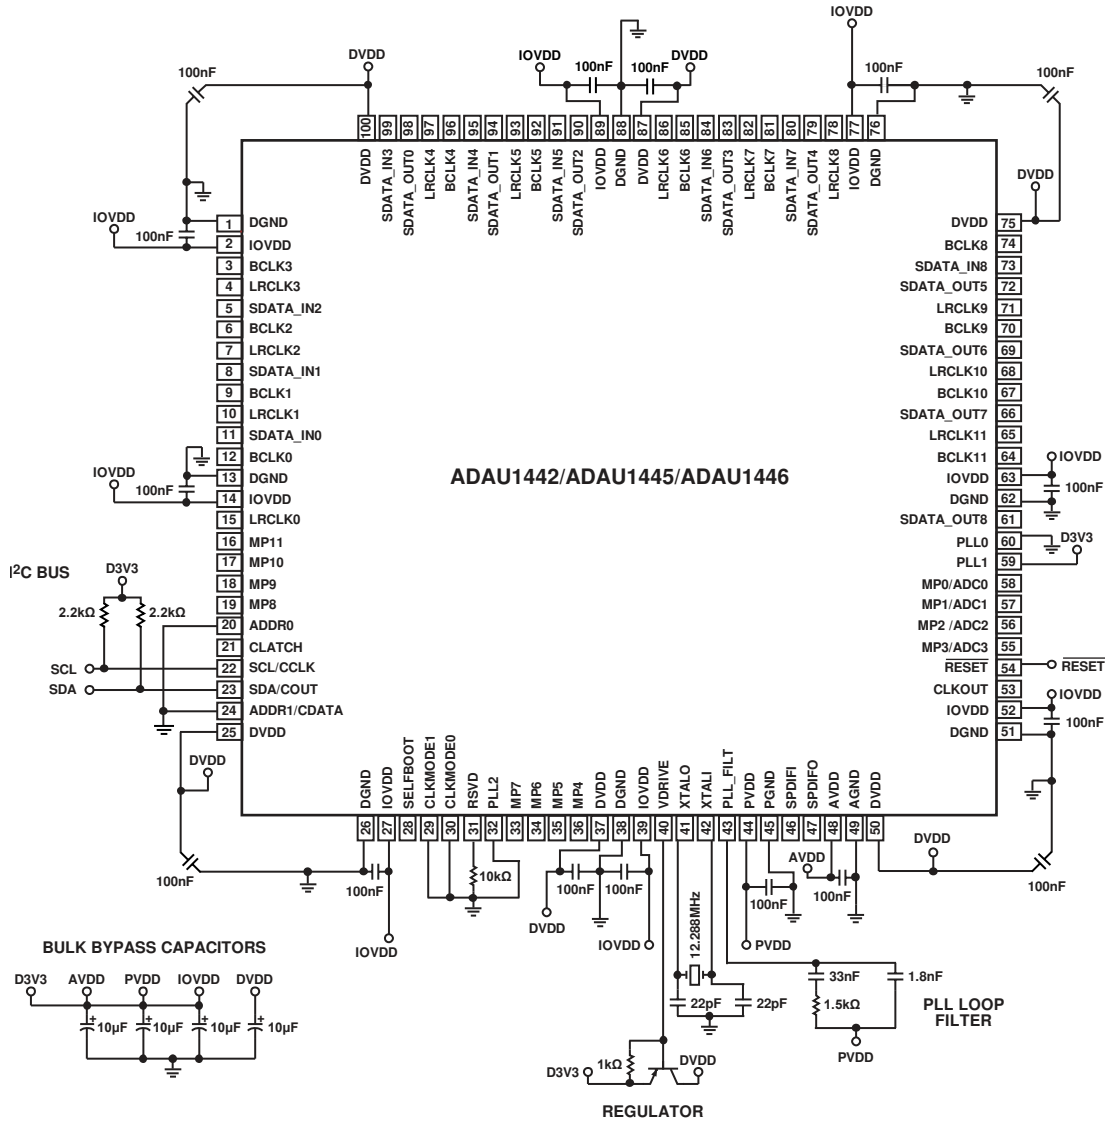 IOVDD
DVDD
IOVDD
DVDD
100nF
100nF
100nF
100nF
100nF
100
99
98
97
96
95
94
93
92
91
90
89
88
87
86
85
84
83
82
81
80
79
78
77
76
DVDD
SDATA_IN3
SDATA_OUT0
LRCLK4
BCLK4
SDATA_IN4
SDATA_OUT1
LRCLK5
BCLK5
SDATA_IN5
SDATA_OUT2
IOVDD
DGND
DVDD
LRCLK6
BCLK6
SDATA_IN6
SDATA_OUT3
LRCLK7
BCLK7
SDATA_IN7
SDATA_OUT4
LRCLK8
IOVDD
DGND
DVDD
IOVDD
100nF
1 DGND
2 IOVDD
3 BCLK3
4 LRCLK3
5 SDATA_IN2
6 BCLK2
7 LRCLK2
8 SDATA_IN1
9 BCLK1
10 LRCLK1
11 SDATA_IN0
12 BCLK0
13 DGND
14 IOVDD
15 LRCLK0
16 MP11
17 MP10
18 MP9
19 MP8
20 ADDR0
21 CLATCH
22 SCL/CCLK
23 SDA/COUT
24 ADDR1/CDATA
25 DVDD
IOVDD
100nF
I²C BUS
D3V3
2.2kΩ
2.2kΩ
SCL
SDA
ADAU1442/ADAU1445/ADAU1446
DVDD 75
BCLK8 74
SDATA_IN8 73
SDATA_OUT5 72
LRCLK9 71
BCLK9 70
SDATA_OUT6 69
LRCLK10 68
BCLK10 67
SDATA_OUT7 66
LRCLK11 65
BCLK11 64
IOVDD 63
DGND 62
SDATA_OUT8 61
PLL0 60
PLL1 59
MP0/ADC0 58
MP1/ADC1 57
MP2 /ADC2 56
MP3/ADC3 55
RESET 54
CLKOUT 53
IOVDD 52
DGND 51
IOVDD
100nF
D3V3
RESET
IOVDD
100nF
DGND
IOVDD
SELFBOOT
CLKMODE1
CLKMODE0
RSVD
PLL2
MP7
MP6
MP5
MP4
DVDD
DGND
IOVDD
VDRIVE
XTALO
XTALI
PLL_FILT
PVDD
PGND
SPDIFI
SPDIFO
AVDD
AGND
DVDD
26
27
28
29
30
31
32
33
34
35
36
37
38
39
40
41
42
43
44
45
46
47
48
49
50
DVDD
100nF
100nF
IOVDD
10kΩ
100nF
100nF
DVDD
IOVDD
12.288MHz
22pF
22pF
100nF
PVDD
AVDD
100nF
DVDD
100nF
BULK BYPASS CAPACITORS
D3V3
AVDD
PVDD
IOVDD
DVDD
+
+
+
+
10µF
10µF
10µF
10µF
33nF
1.8nF
1.5kΩ
PVDD
PLL LOOP
FILTER
1kΩ
D3V3
DVDD
REGULATOR